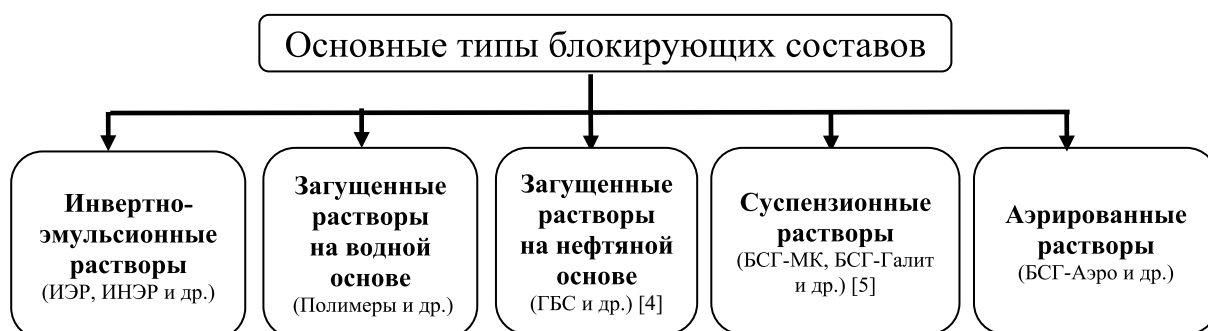 Основные типы блокирующих составов
Инвертно-
эмульсионные
растворы
(ИЭР, ИНЭР и др.)
Загущенные
растворы
на водной
основе
(Полимеры и др.)
Загущенные
растворы
на нефтяной
основе
(ГБС и др.) [4]
Суспензионные
растворы
(БСГ-МК, БСГ-Галит
и др.) [5]
Аэрированные
растворы
(БСГ-Аэро и др.)